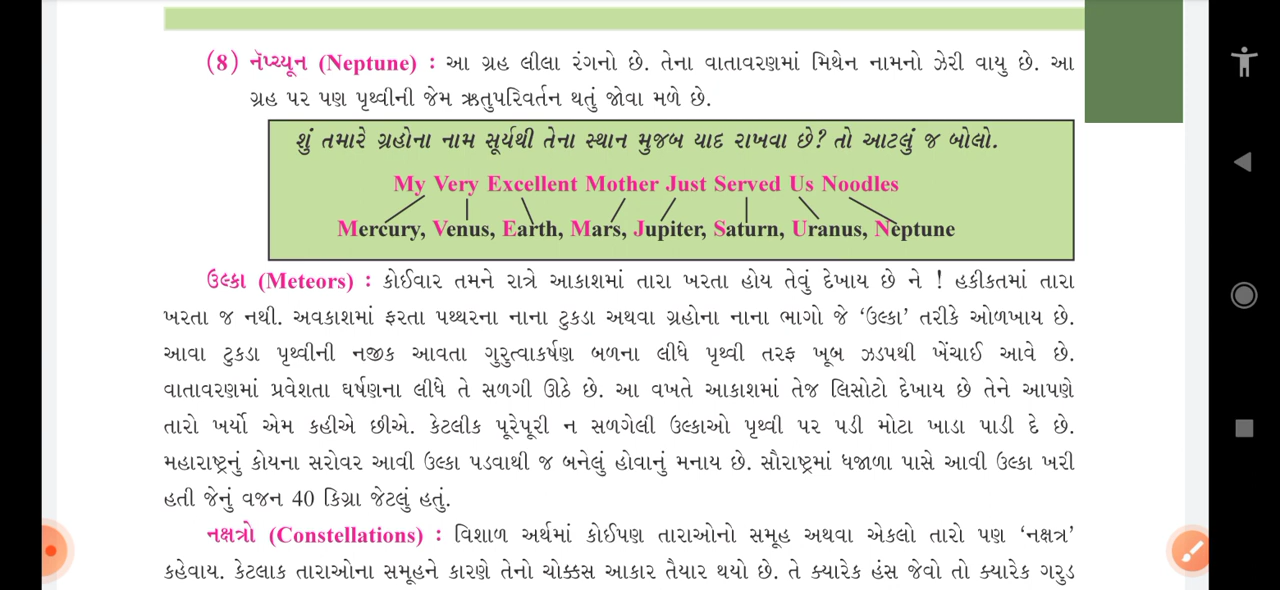 (8) નૅપ્ચ્યૂન (Neptune) : આ ગ્રહ લીલા રંગનો છે. તેના વાતાવરણમાં મિથેન નામનો ઝેરી વાયુ છે. આ
ગ્રહ પર પણ પૃથ્વીની જેમ ઋતુપરિવર્તન થતું જોવા મળે છે.
શું તમારે ગ્રહોના નામ સૂર્યથી તેના સ્થાન મુજબ યાદ રાખવા છે? તો આટલું જ બોલો.
My Very Excellent Mother Just Served Us Noodles
Mercury, Venus, Earth, Mars, Jupiter, Saturn, Uranus, Neptune
ઉલ્કા (Meteors) : કોઈવાર તમને રાત્રે આકાશમાં તારા ખરતા હોય તેવું દેખાય છે ને ! હકીકતમાં તારા
ખરતા જ નથી. અવકાશમાં ફરતા પથ્થરના નાના ટુકડા અથવા ગ્રહોના નાના ભાગો જે ‘ઉલ્કા’ તરીકે ઓળખાય છે.
આવા ટુકડા પૃથ્વીની નજીક આવતા ગુરુત્વાકર્ષણ બળના લીધે પૃથ્વી તરફ ખૂબ ઝડપથી ખેંચાઈ આવે છે.
વાતાવરણમાં પ્રવેશતા ઘર્ષણના લીધે તે સળગી ઊઠે છે. આ વખતે આકાશમાં તેજ લિસોટો દેખાય છે તેને આપણે
તારો ખર્યો એમ કહીએ છીએ. કેટલીક પૂરેપૂરી ન સળગેલી ઉલ્કાઓ પૃથ્વી પર પડી મોટા ખાડા પાડી દે છે.
મહારાષ્ટ્રનું કોયના સરોવર આવી ઉલ્કા પડવાથી જ બનેલું હોવાનું મનાય છે. સૌરાષ્ટ્રમાં ધજાળા પાસે આવી ઉલ્કા ખરી
હતી જેનું વજન 40 કિગ્રા જેટલું હતું.
નક્ષત્રો (Constellations) : વિશાળ અર્થમાં કોઈપણ તારાઓનો સમૂહ અથવા એકલો તારો પણ ‘નક્ષત્ર’
કહેવાય. કેટલાક તારાઓના સમૂહને કારણે તેનો ચોક્કસ આકાર તૈયાર થયો છે. તે ક્યારેક હંસ જેવો તો ક્યારેક ગરુડ